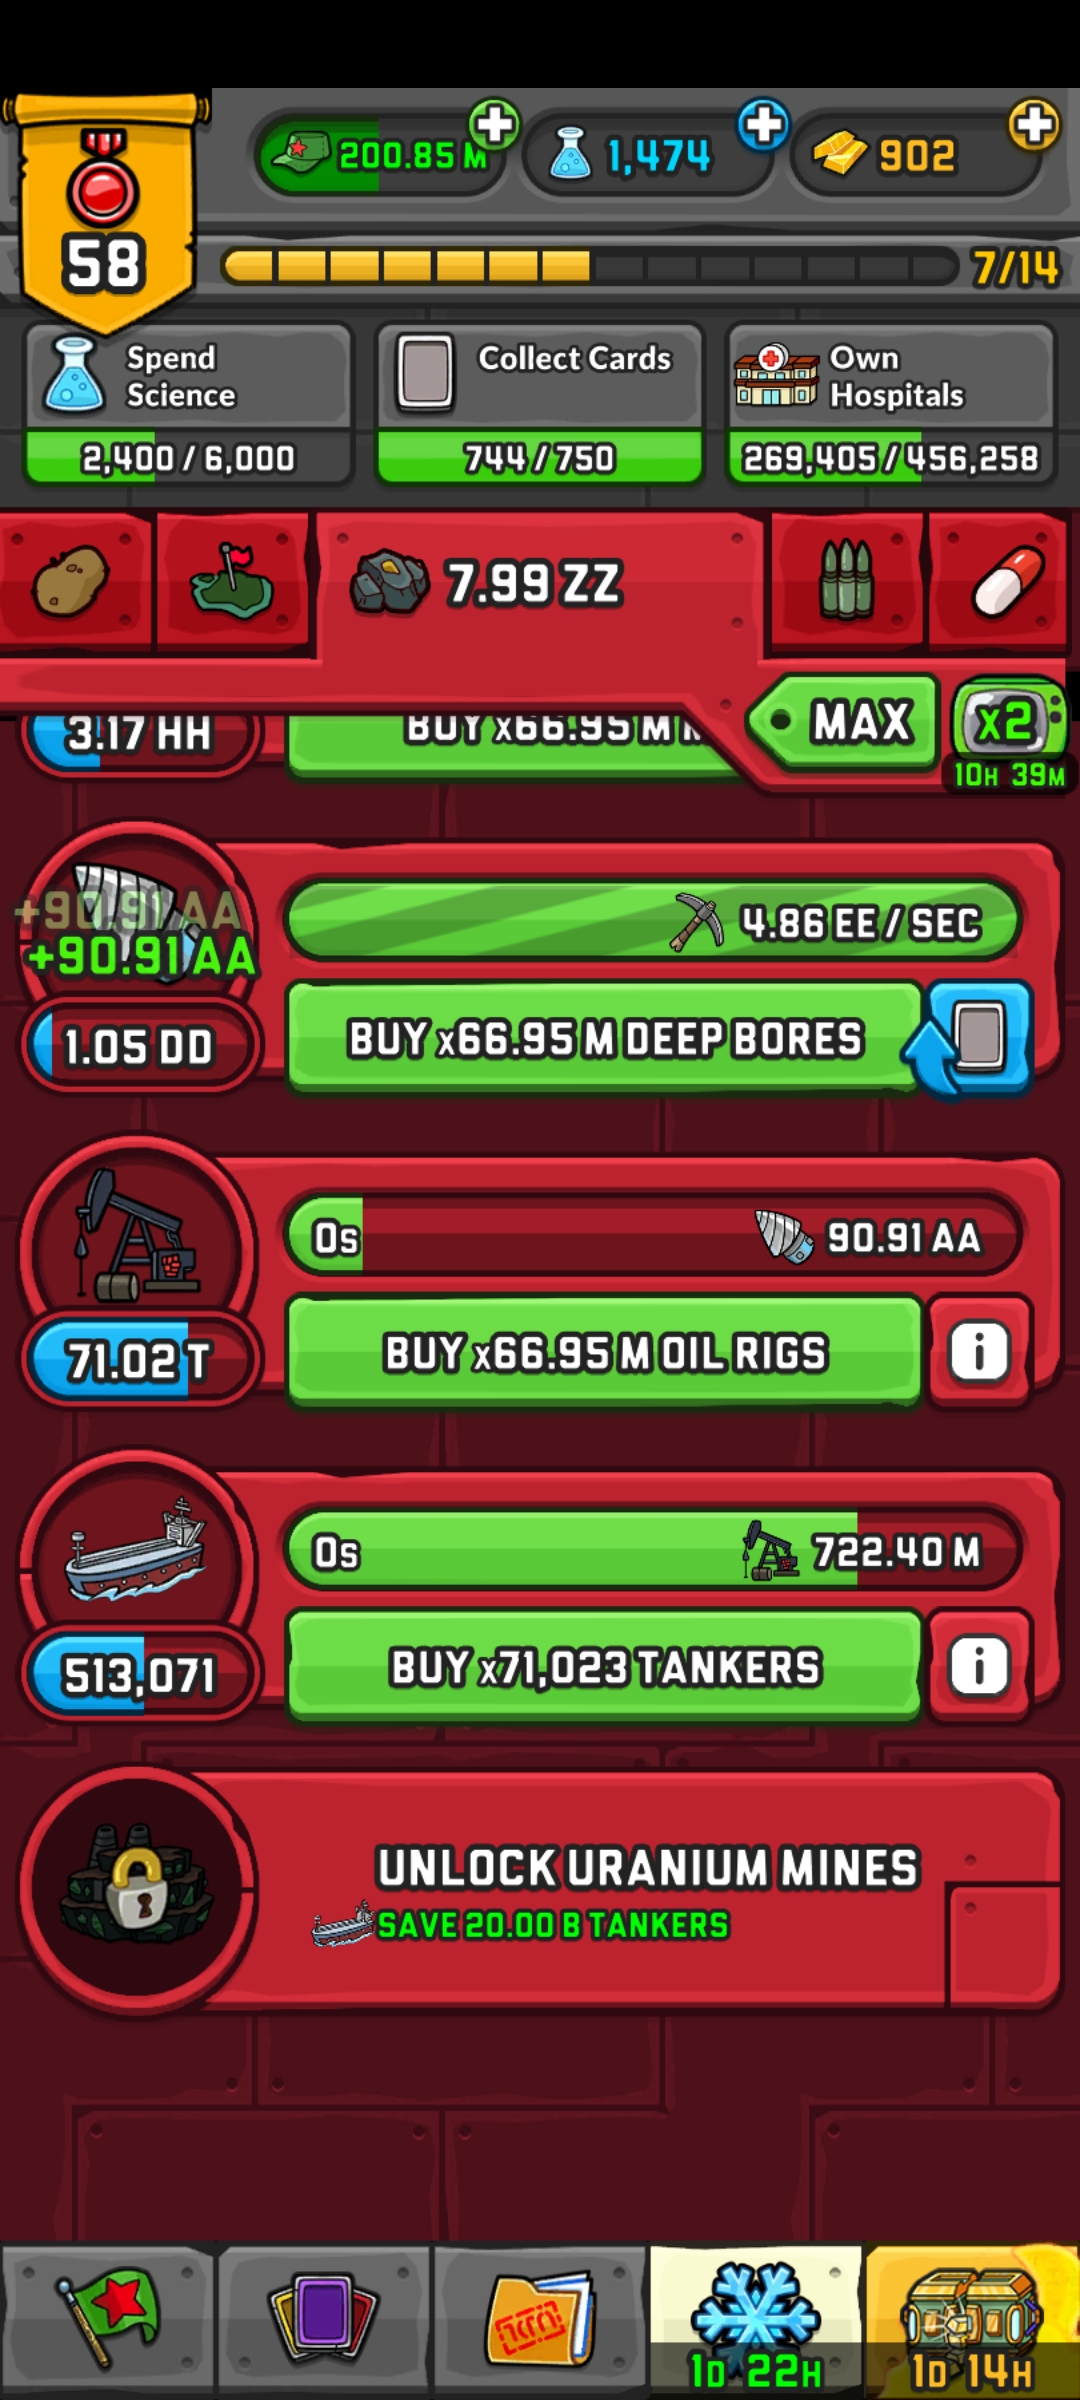 200.85 M
1,474
902
58
7/14
Spend
Science
Collect Cards
Own
Hospitals
2,400 / 6,000
744 / 750
269,405 / 456,258
7.99 ZZ
3.17 HH
BUY x66.95 M
MAX
x2
10H 39M
+90.91 AA
+90.91 AA
4.86 EE / SEC
1.05 DD
BUY x66.95 M DEEP BORES
0s
90.91 AA
71.02 T
BUY x66.95 M OIL RIGS
i
0s
722.40 M
513,071
BUY x71,023 TANKERS
i
UNLOCK URANIUM MINES
SAVE 20.00 B TANKERS
1D 22H
1D 14H